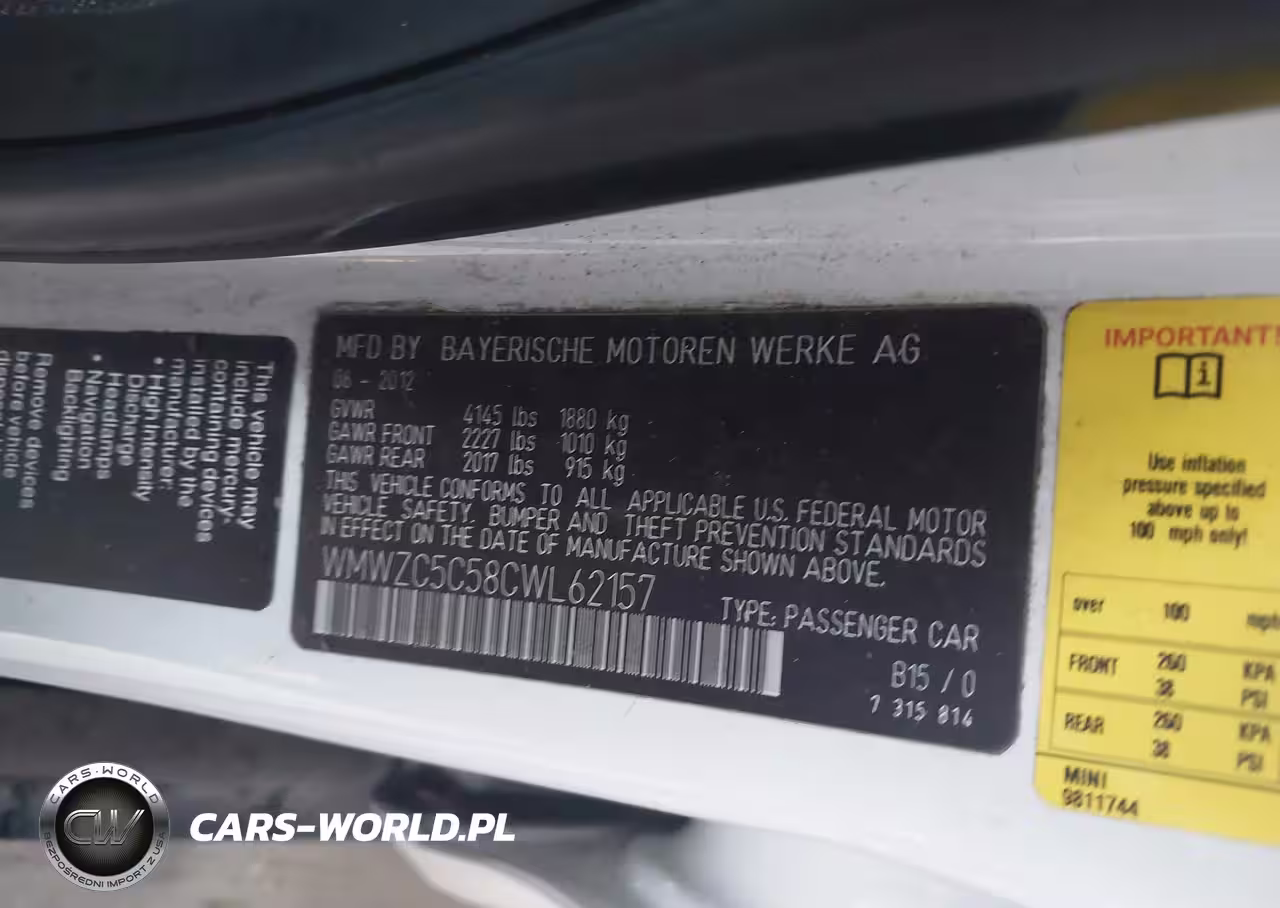 This vehicle may
include mercury-
containing devices
installed by the
manufacturer:
• High Intensity
Discharge
Headlamps
• Navigation
Backlighting
Remove devices
before vehicle
MFD BY BAYERISCHE MOTOREN WERKE AG
06 - 2012
GVWR 4145 lbs 1880 kg
GAWR FRONT 2227 lbs 1010 kg
GAWR REAR 2017 lbs 915 kg
THIS VEHICLE CONFORMS TO ALL APPLICABLE U.S. FEDERAL MOTOR
VEHICLE SAFETY, BUMPER AND THEFT PREVENTION STANDARDS
IN EFFECT ON THE DATE OF MANUFACTURE SHOWN ABOVE.
WMWZC5C58CWL62157
TYPE: PASSENGER CAR
B15 / 0
7 315 814
IMPORTANT!
i
Use inflation
pressure specified
above up to
100 mph only!
over 100 mph
FRONT 260 KPA
38 PSI
REAR 260 KPA
38 PSI
MINI
9811744
CARS-WORLD
CW
BEZPOŚREDNI IMPORT Z USA
CARS-WORLD.PL